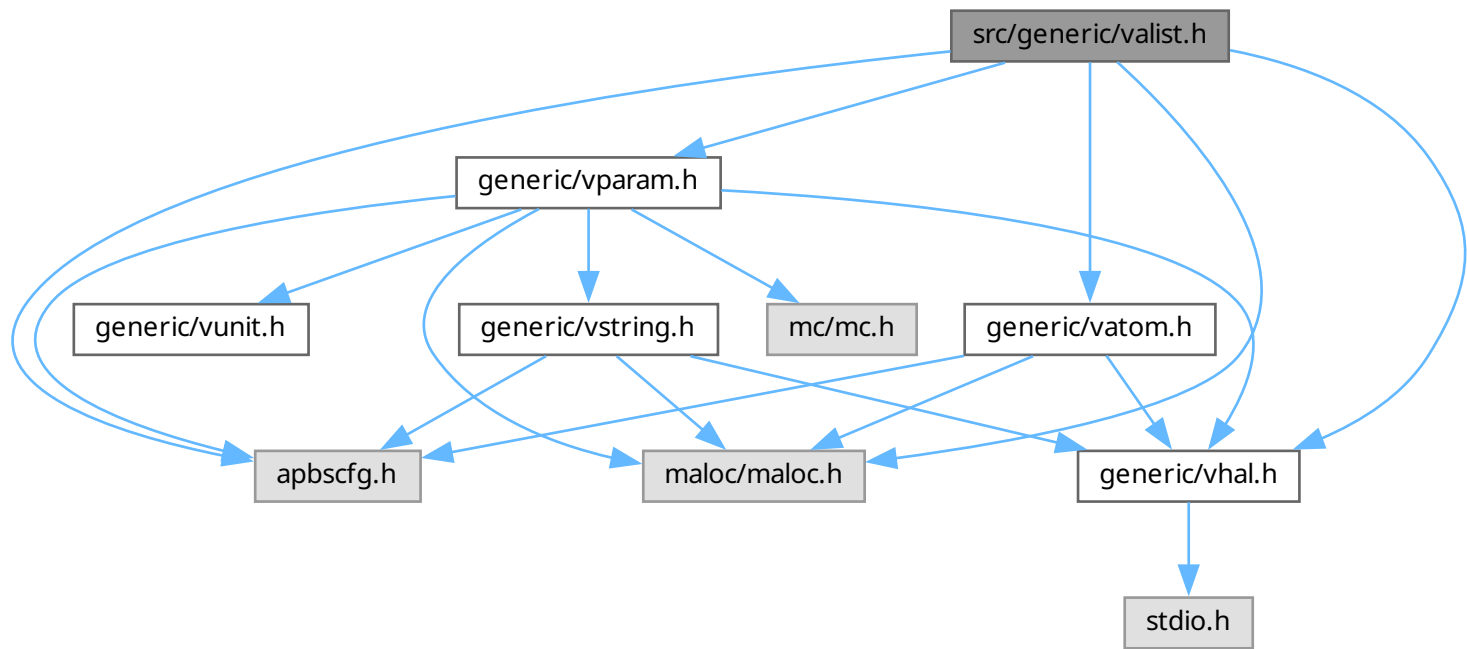 src/generic/valist.h
generic/vparam.h
generic/vunit.h
generic/vstring.h
mc/mc.h
generic/vatom.h
apbscfg.h
maloc/maloc.h
generic/vhal.h
stdio.h